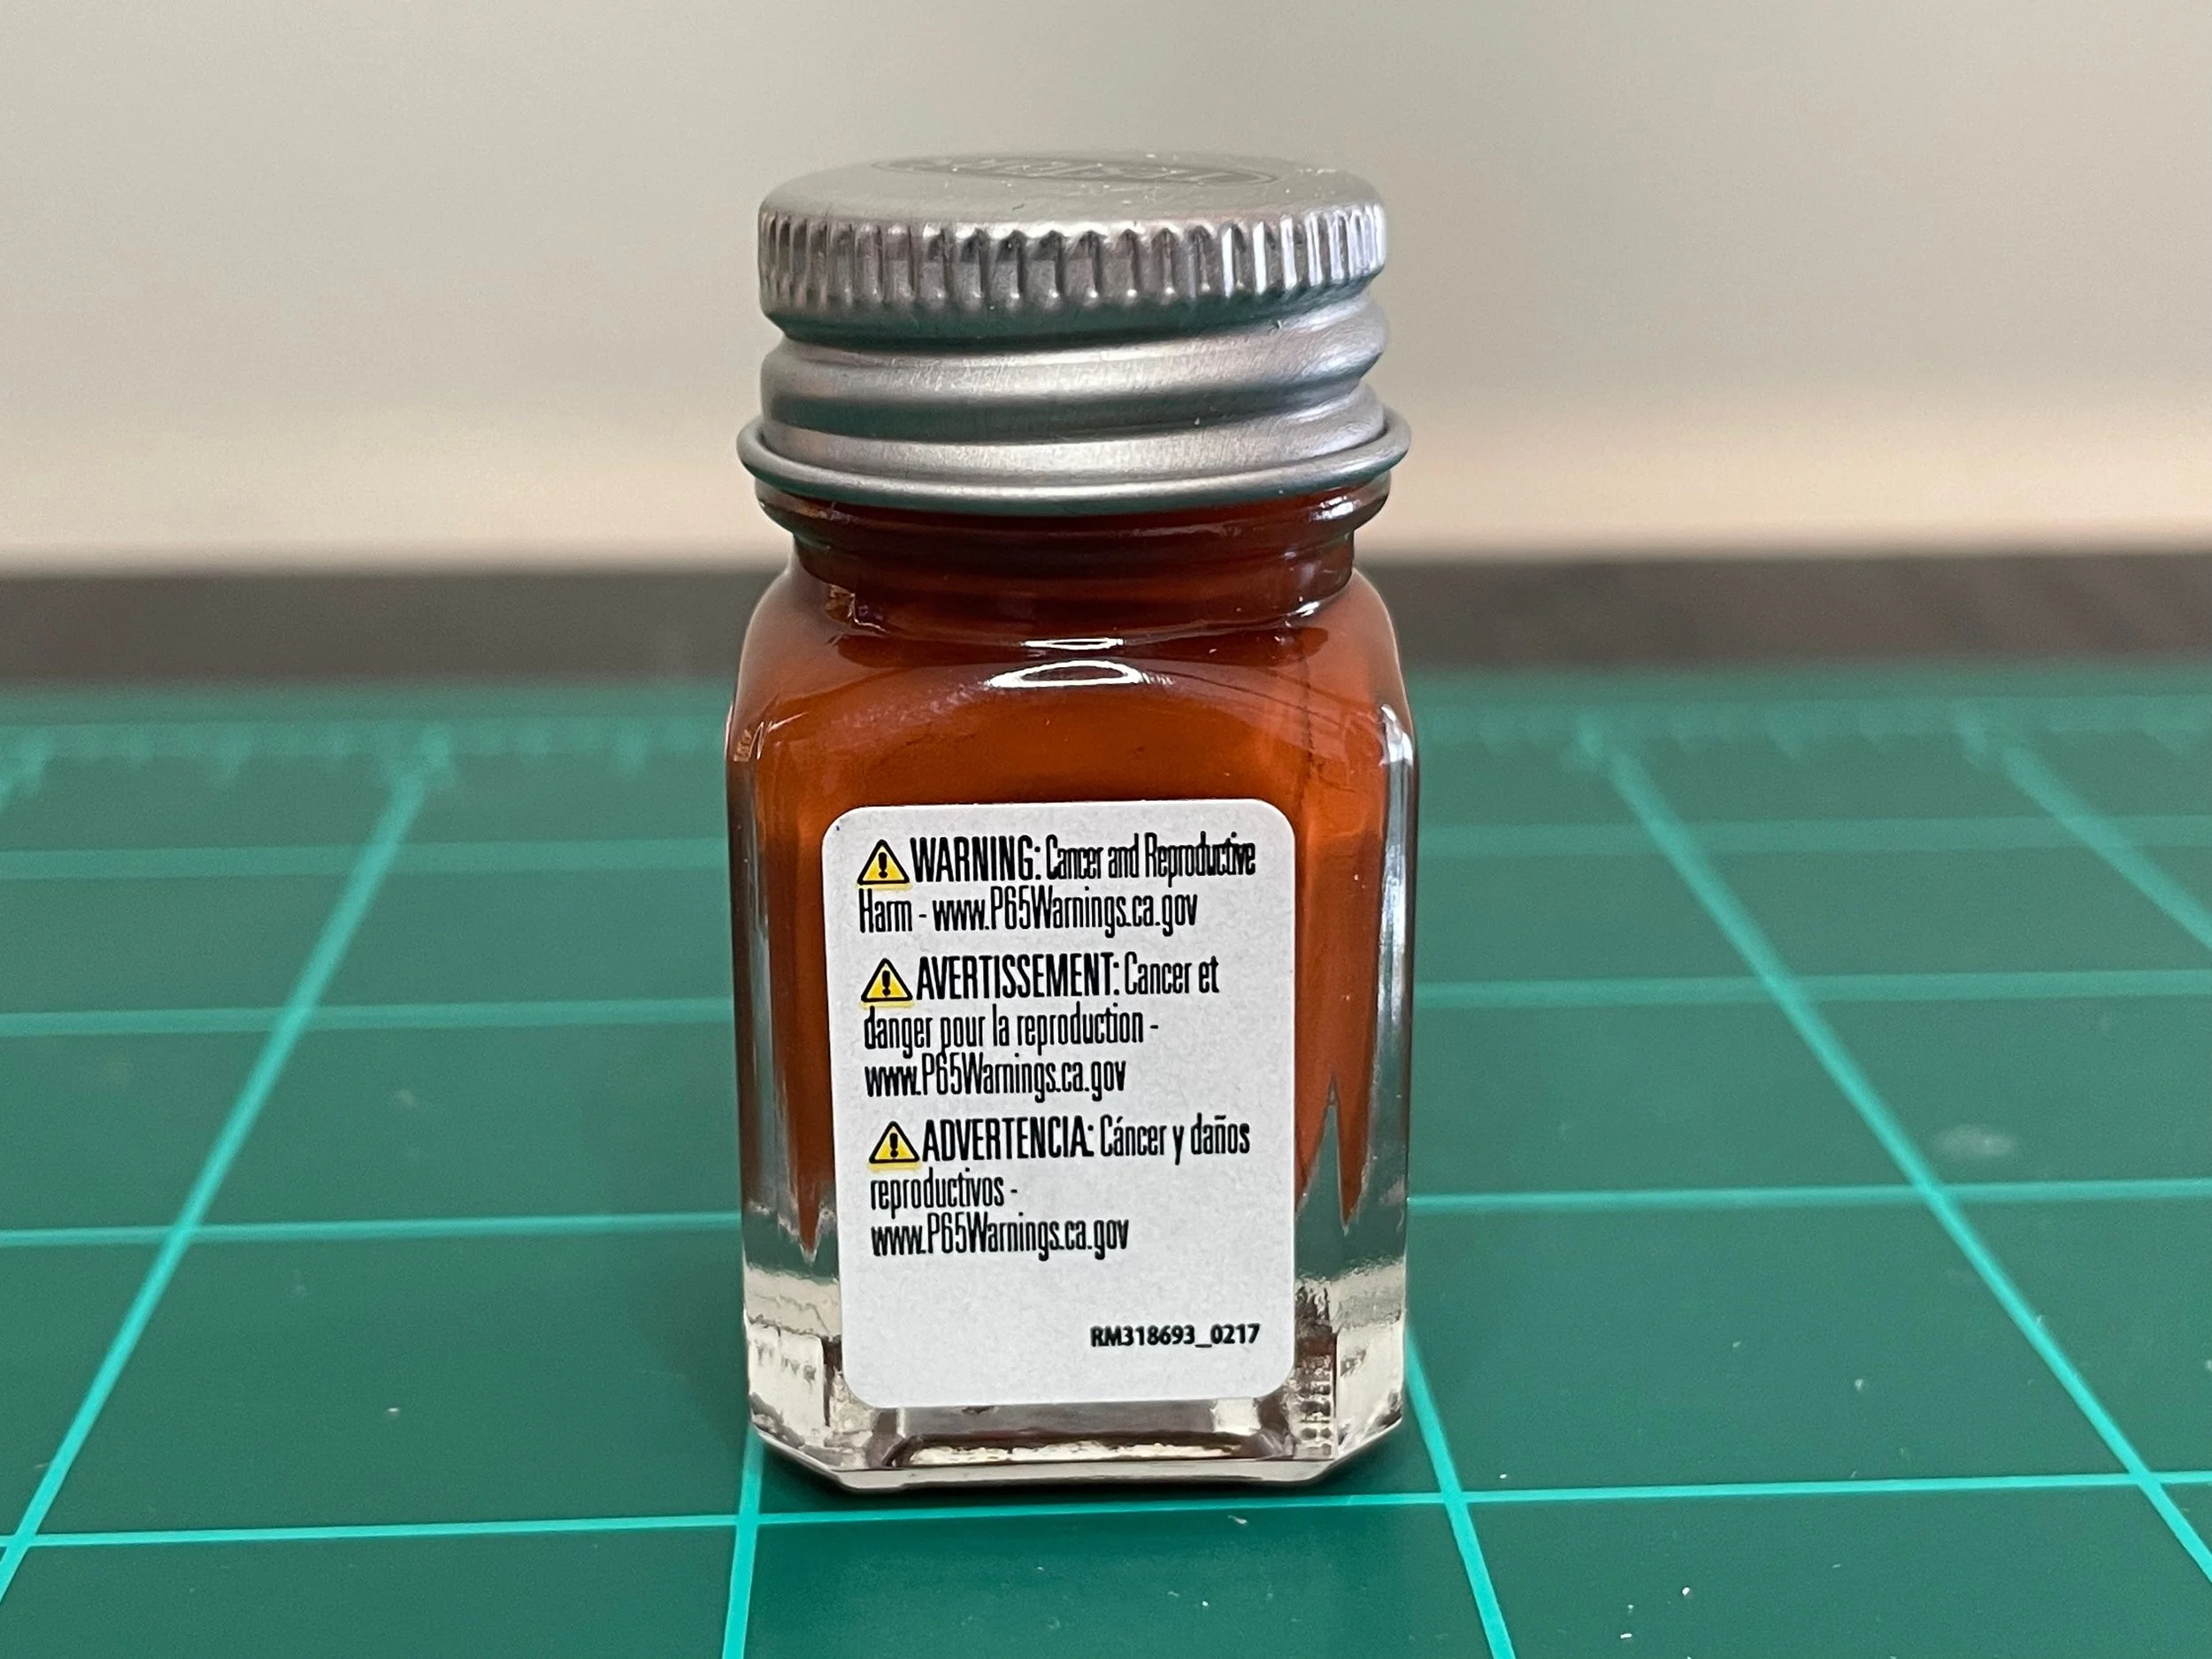 WARNING: Cancer and Reproductive
Harm - www.P65Warnings.ca.gov
AVERTISSEMENT: Cancer et
danger pour la reproduction -
www.P65Warnings.ca.gov
ADVERTENCIA: Cáncer y daños
reproductivos -
www.P65Warnings.ca.gov
RM318693_0217